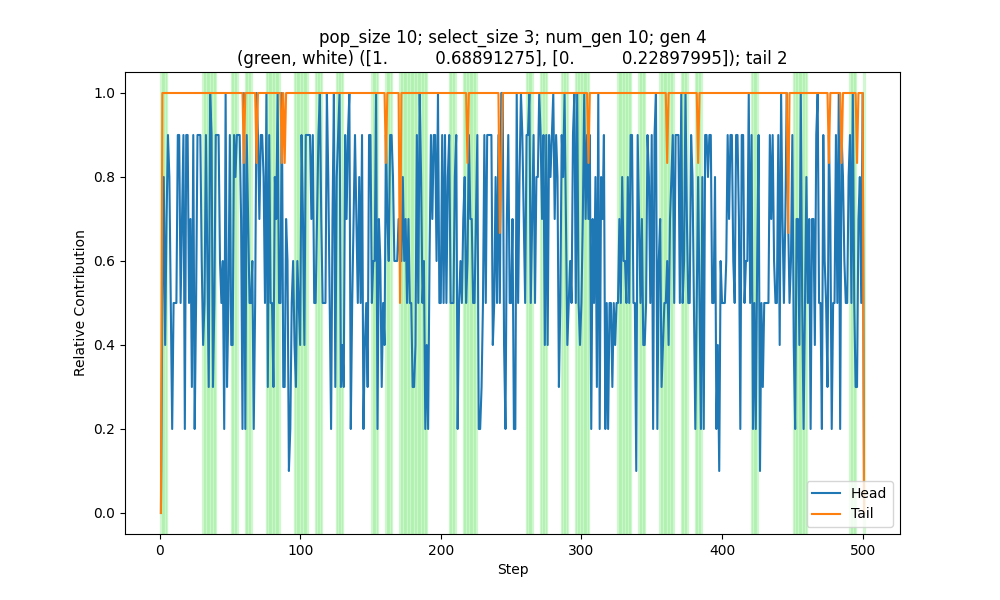 pop_size 10; select_size 3; num_gen 10; gen 4
(green, white) ([1. 0.68891275], [0. 0.22897995]); tail 2
1.0
0.8
0.6
0.4
0.2
0.0
Relative Contribution
Head
Tail
0 100 200 300 400 500
Step